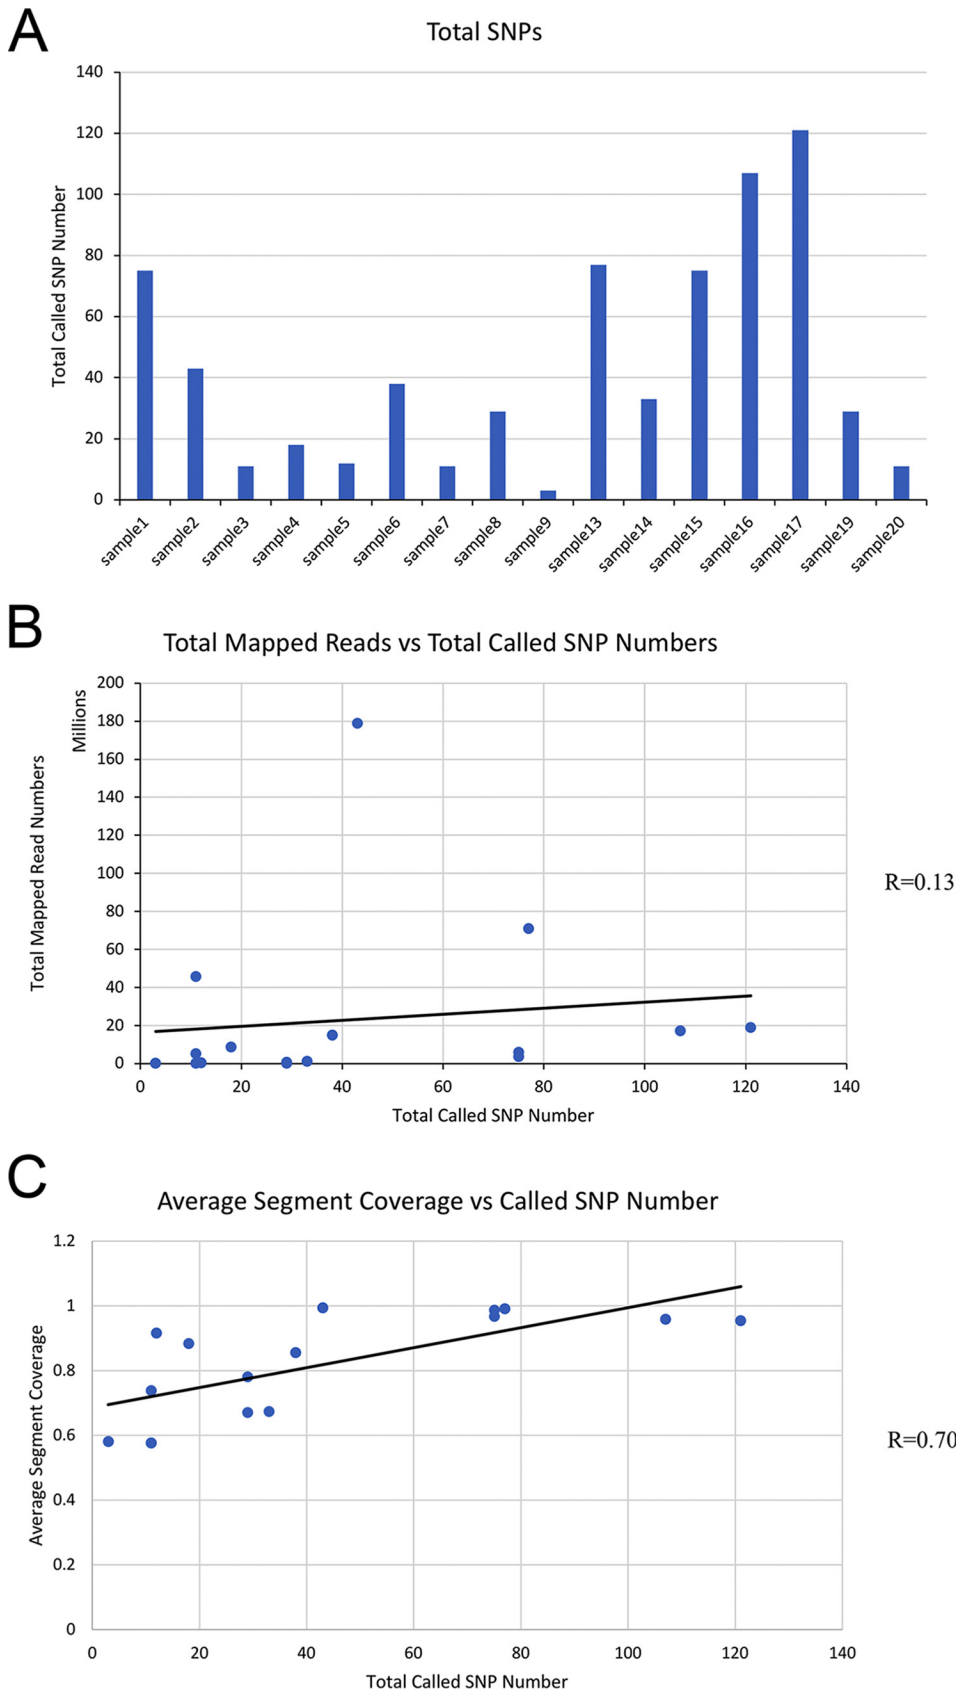 A
Total SNPs
Total Called SNP Number
140
120
100
80
60
40
20
0
sample1
sample2
sample3
sample4
sample5
sample6
sample7
sample8
sample9
sample13
sample14
sample15
sample16
sample17
sample19
sample20
B
Total Mapped Reads vs Total Called SNP Numbers
Total Mapped Read Numbers
Millions
200
180
160
140
120
100
80
60
40
20
0
0 20 40 60 80 100 120 140
Total Called SNP Number
R=0.13
C
Average Segment Coverage vs Called SNP Number
Average Segment Coverage
1.2
1
0.8
0.6
0.4
0.2
0
0 20 40 60 80 100 120 140
Total Called SNP Number
R=0.70